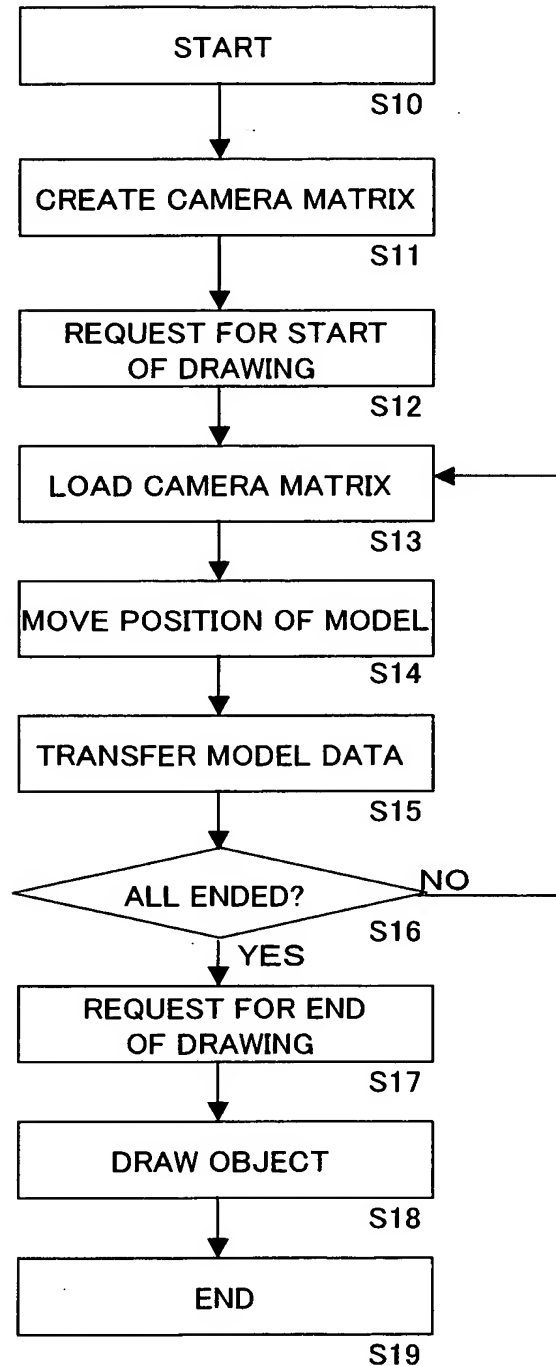 START
S10
CREATE CAMERA MATRIX
S11
REQUEST FOR START
OF DRAWING
S12
LOAD CAMERA MATRIX
S13
MOVE POSITION OF MODEL
S14
TRANSFER MODEL DATA
S15
ALL ENDED?
NO
S16
YES
REQUEST FOR END
OF DRAWING
S17
DRAW OBJECT
S18
END
S19